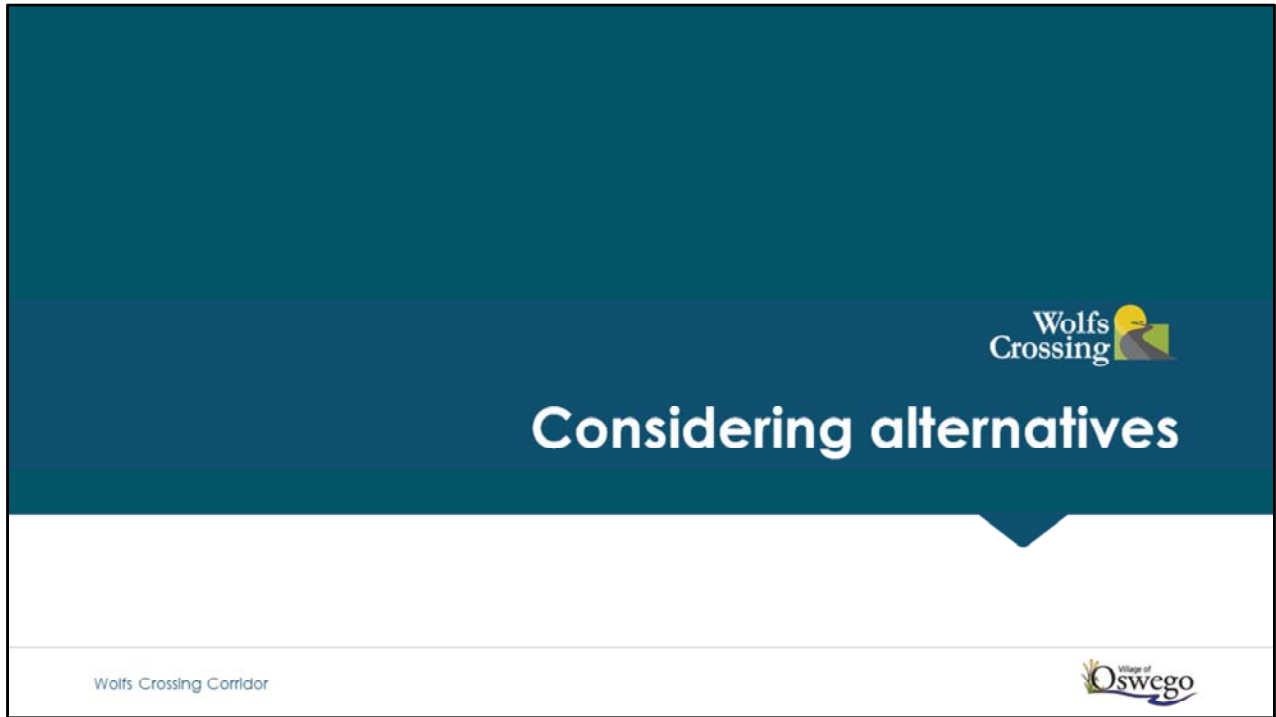 Wolfs
Crossing
Considering alternatives
Wolfs Crossing Corridor
Village of
Oswego